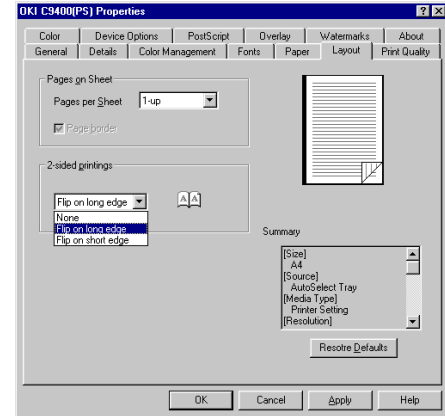 OKI C9400(PS) Properties
Color Device Options PostScript Overlay Watermarks About
General Details Color Management Fonts Paper Layout Print Quality
Pages on Sheet
Pages per Sheet 1-up
Page border
2-sided printings
Flip on long edge
None
Flip on long edge
Flip on short edge
A A
Summary
[Size]
A4
[Source]
AutoSelect Tray
[Media Type]
Printer Setting
[Resolution]
Resotre Defaults
OK Cancel Apply Help